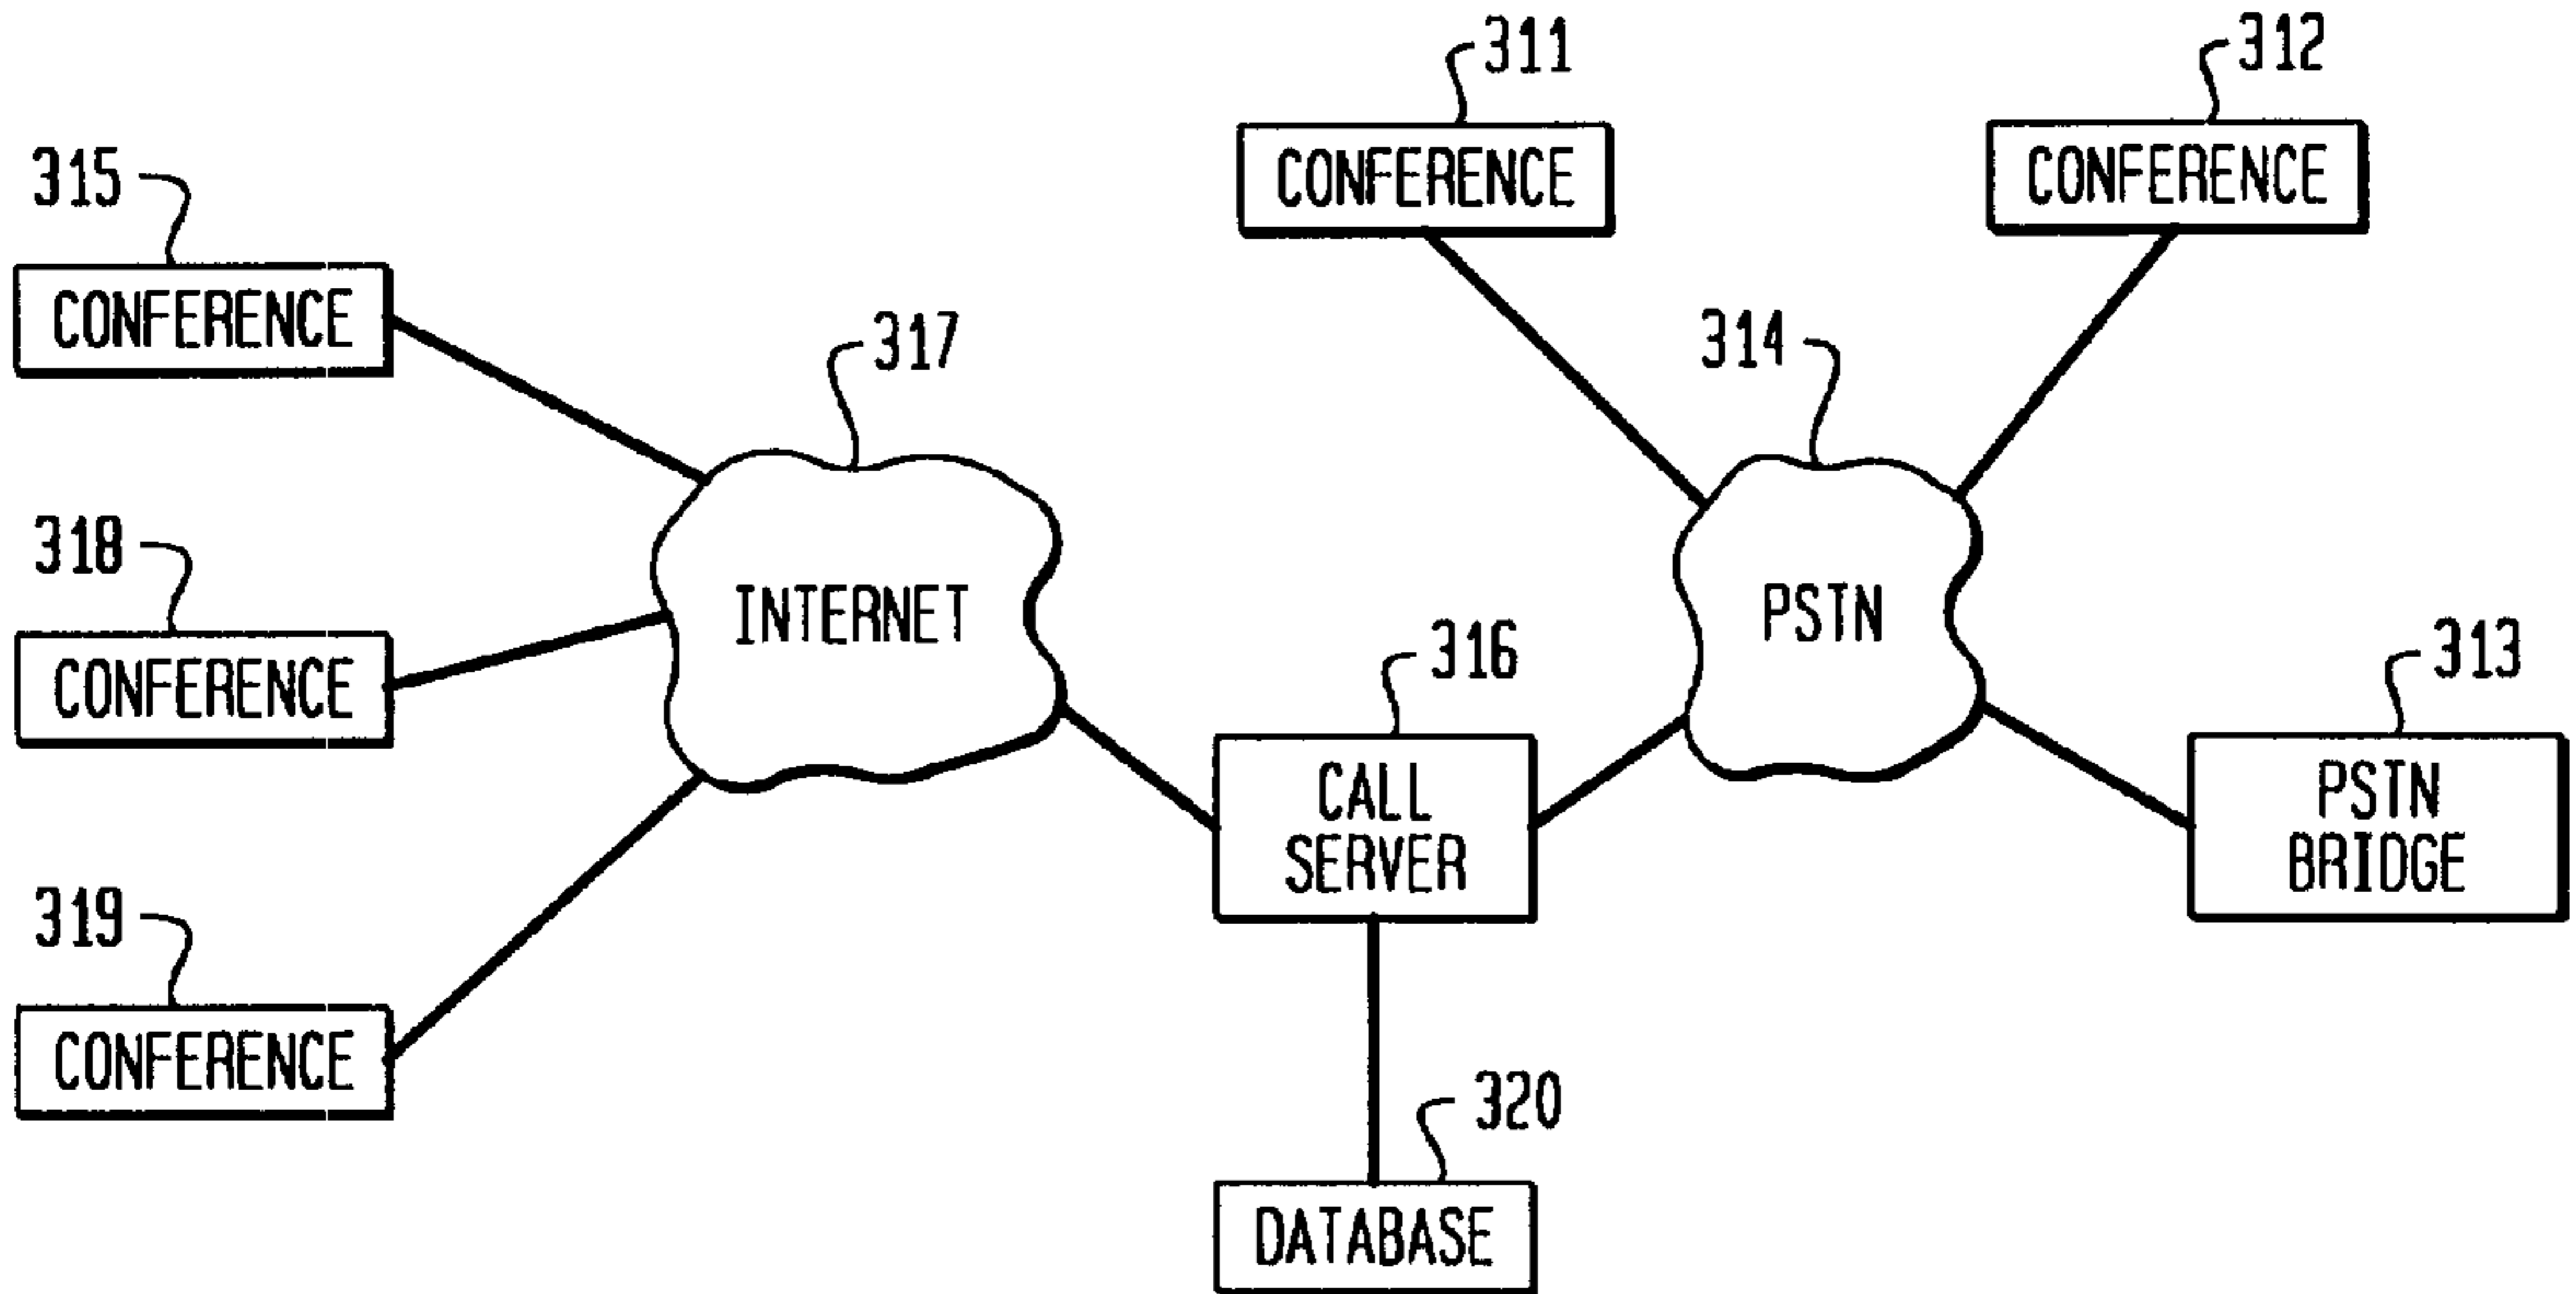 311
312
CONFERENCE
CONFERENCE
315
CONFERENCE
317
314
318
CONFERENCE
INTERNET
PSTN
316
313
CALL
SERVER
PSTN
BRIDGE
319
CONFERENCE
320
DATABASE